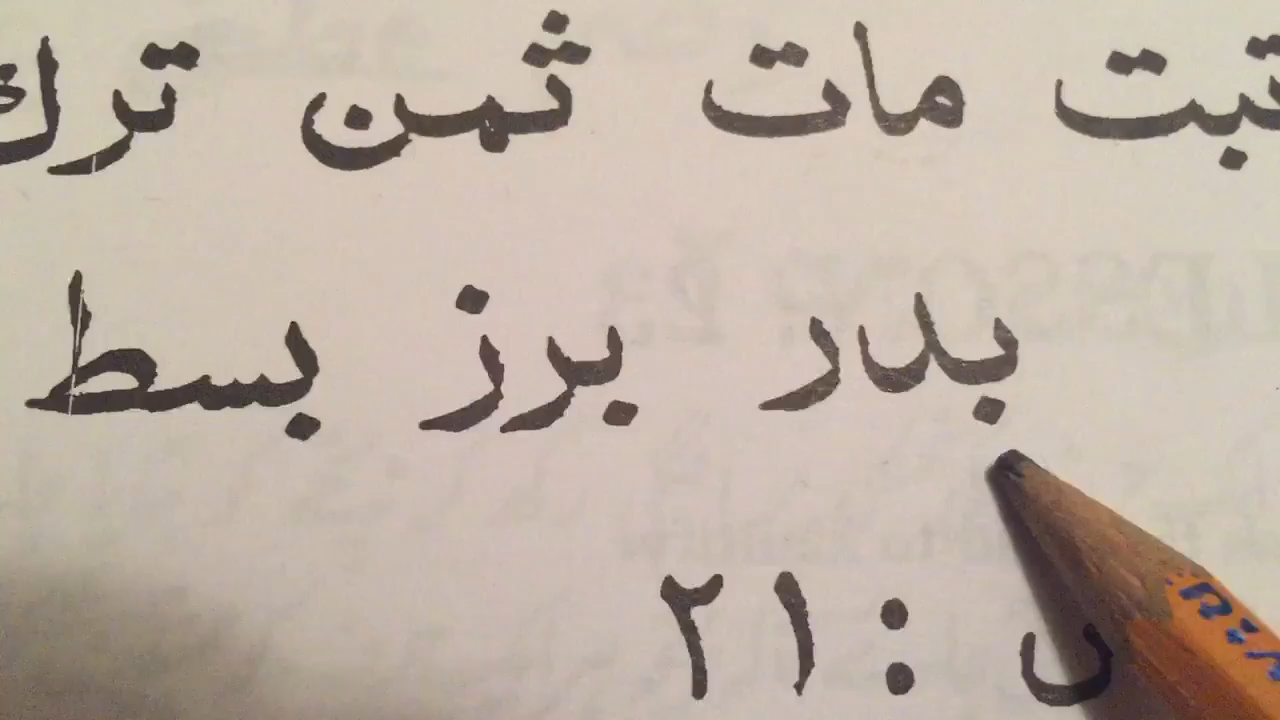 تبت مات ثمن ترك
بدر برز بسط
: ٢١